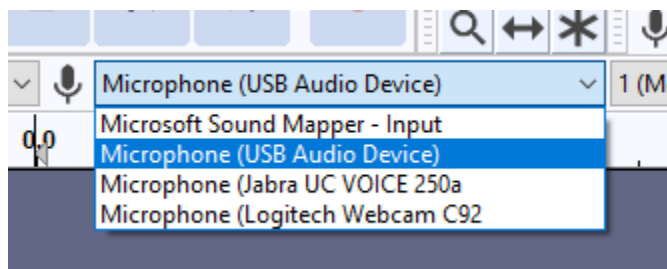 Microphone (USB Audio Device)
1 (M
0,0
Microsoft Sound Mapper - Input
Microphone (USB Audio Device)
Microphone (Jabra UC VOICE 250a
Microphone (Logitech Webcam C92